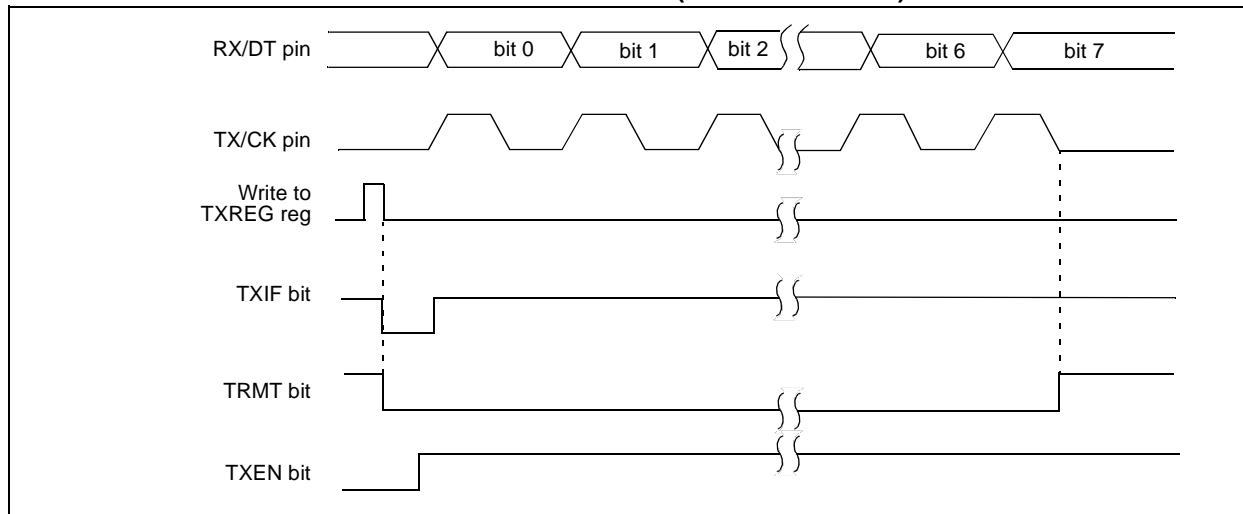 RX/DT pin
bit 0
bit 1
bit 2
bit 6
bit 7
TX/CK pin
Write to
TXREG reg
TXIF bit
TRMT bit
TXEN bit